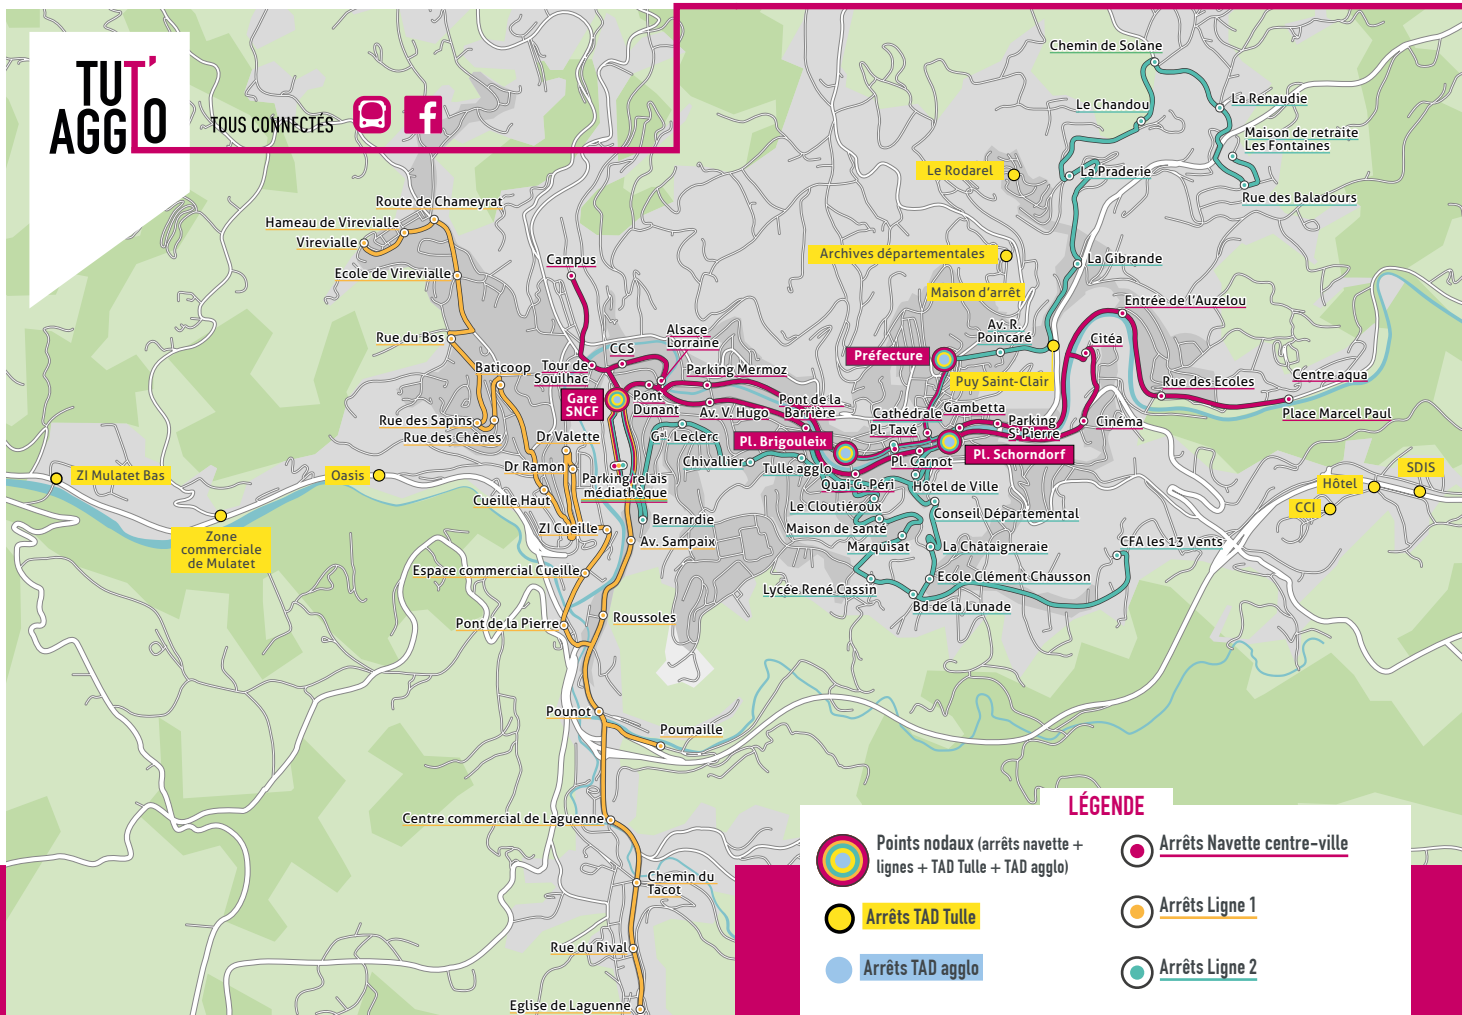 TUT'
AGGLO
TOUS CONNECTÉS
Chemin de Solane
Le Chandou
La Renaudie
Maison de retraite
Les Fontaines
La Praderie
Rue des Baladours
Le Rodarel
Route de Chameyrat
Hameau de Virevialle
Virevialle
Ecole de Virevialle
Campus
Archives départementales
La Gibrande
Maison d'arrêt
Entrée de l'Auzelou
Rue du Bos
Alsace
Lorraine
Av. R.
Poincaré
Citéa
CCS
Préfecture
Baticoop
Tour de
Souilhac
Parking Mermoz
Puy Saint-Clair
Rue des Ecoles
Centre aqua
Gare
SNCF
Pont
Dunant
Av. V. Hugo
Pont de la
Barrière
Cathédrale
Gambetta
Parking
St Pierre
Cinéma
Place Marcel Paul
Rue des Sapins
Rue des Chênes
Dr Valette
Gal. Leclerc
Pl. Brigouleix
Pl. Tavé
Pl. Carnot
Pl. Schorndorf
Chivallier
Tulle agglo
Dr Ramon
Parking relais
médiathèque
Quai G. Péri
Hôtel de Ville
ZI Mulatet Bas
Oasis
SDIS
Hôtel
CCI
Cueille Haut
Le Cloutiéroux
Conseil Départemental
Bernardie
Maison de santé
ZI Cueille
Zone
commerciale
de Mulatet
Av. Sampaix
Marquisat
La Châtaigneraie
CFA les 13 Vents
Espace commercial Cueille
Ecole Clément Chausson
Lycée René Cassin
Bd de la Lunade
Pont de la Pierre
Roussoles
Pounot
Poumaille
Centre commercial de Laguenne
Chemin du
Tacot
Rue du Rival
Eglise de Laguenne
LÉGENDE
Points nodaux (arrêts navette +
lignes + TAD Tulle + TAD agglo)
Arrêts TAD Tulle
Arrêts TAD agglo
Arrêts Navette centre-ville
Arrêts Ligne 1
Arrêts Ligne 2